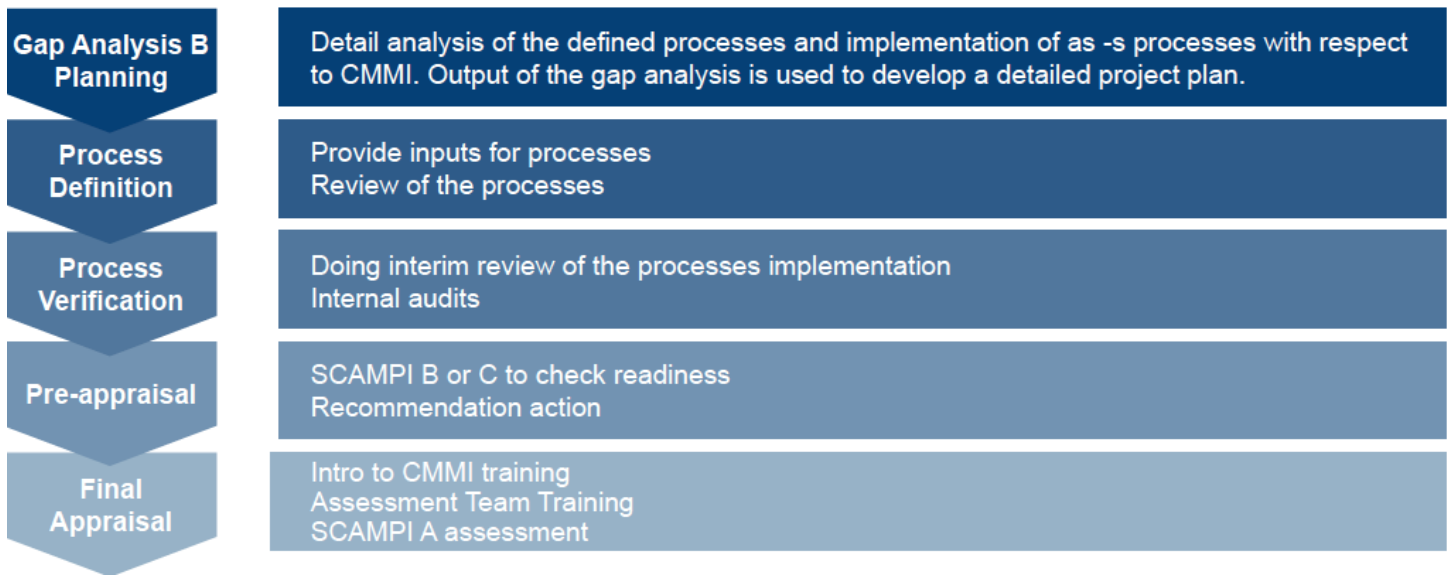 Gap Analysis B
Planning
Detail analysis of the defined processes and implementation of as -s processes with respect
to CMMI. Output of the gap analysis is used to develop a detailed project plan.
Process
Definition
Provide inputs for processes
Review of the processes
Process
Verification
Doing interim review of the processes implementation
Internal audits
Pre-appraisal
SCAMPI B or C to check readiness
Recommendation action
Final
Appraisal
Intro to CMMI training
Assessment Team Training
SCAMPI A assessment